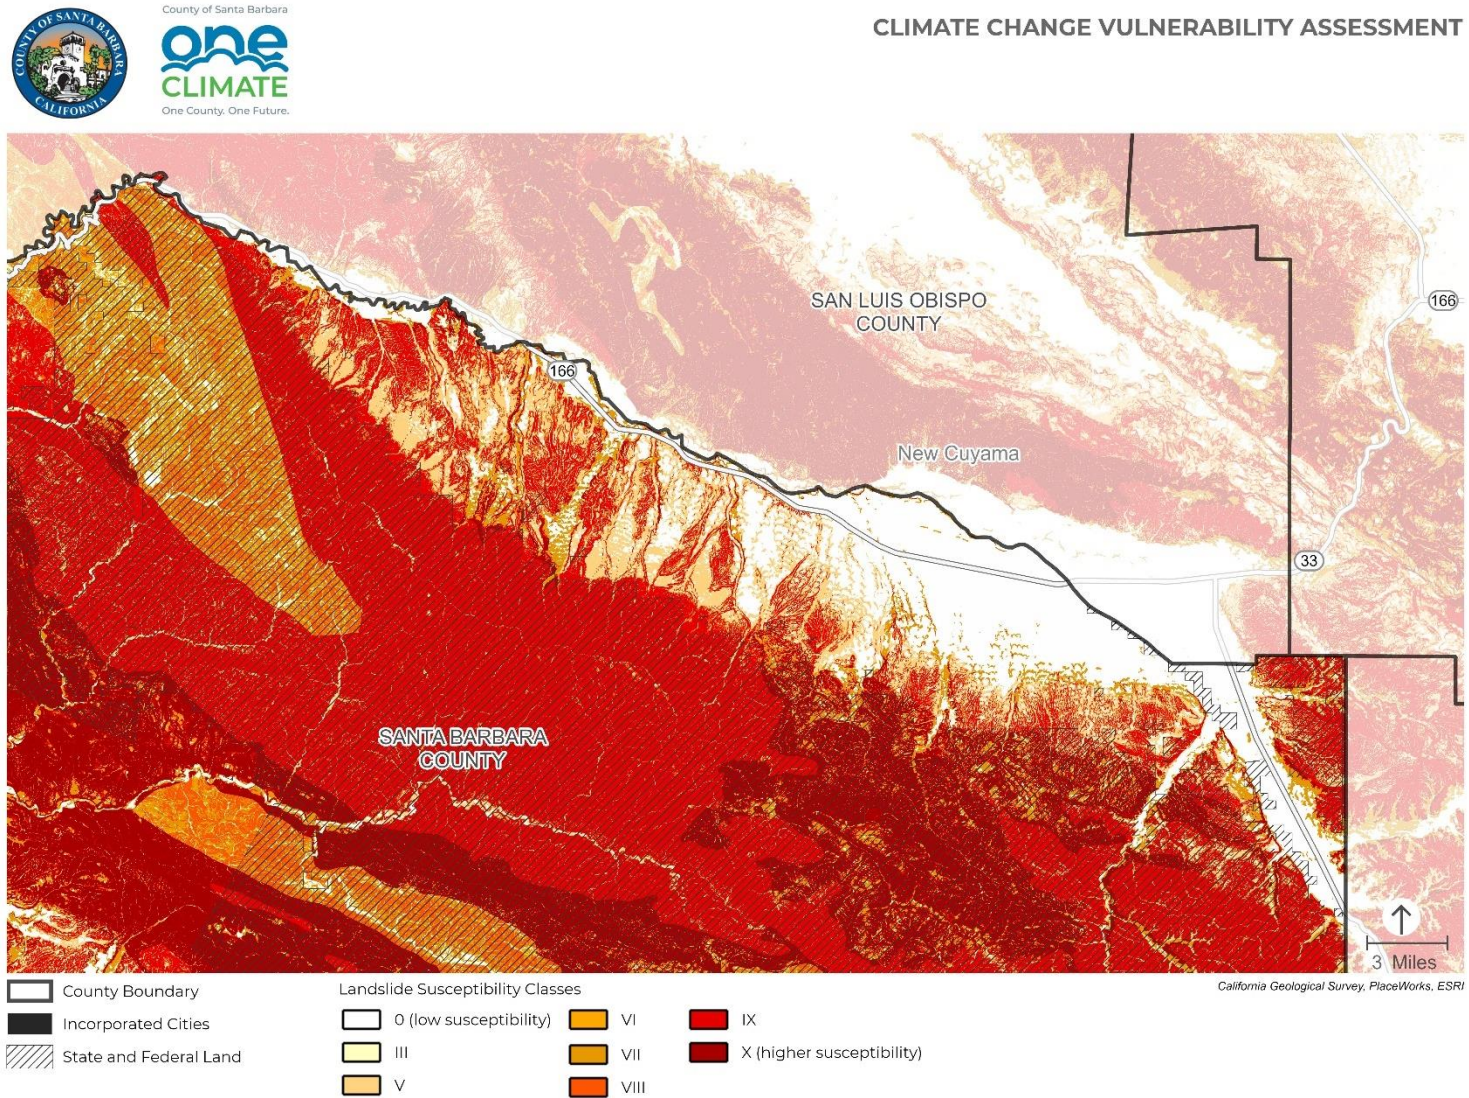 COUNTY OF SANTA BARBARA
CALIFORNIA
County of Santa Barbara
one
CLIMATE
One County. One Future.
CLIMATE CHANGE VULNERABILITY ASSESSMENT
SAN LUIS OBISPO
COUNTY
166
166
New Cuyama
33
SANTA BARBARA
COUNTY
3 Miles
California Geological Survey, PlaceWorks, ESRI
County Boundary
Incorporated Cities
State and Federal Land
Landslide Susceptibility Classes
0 (low susceptibility)
III
V
VI
VII
VIII
IX
X (higher susceptibility)